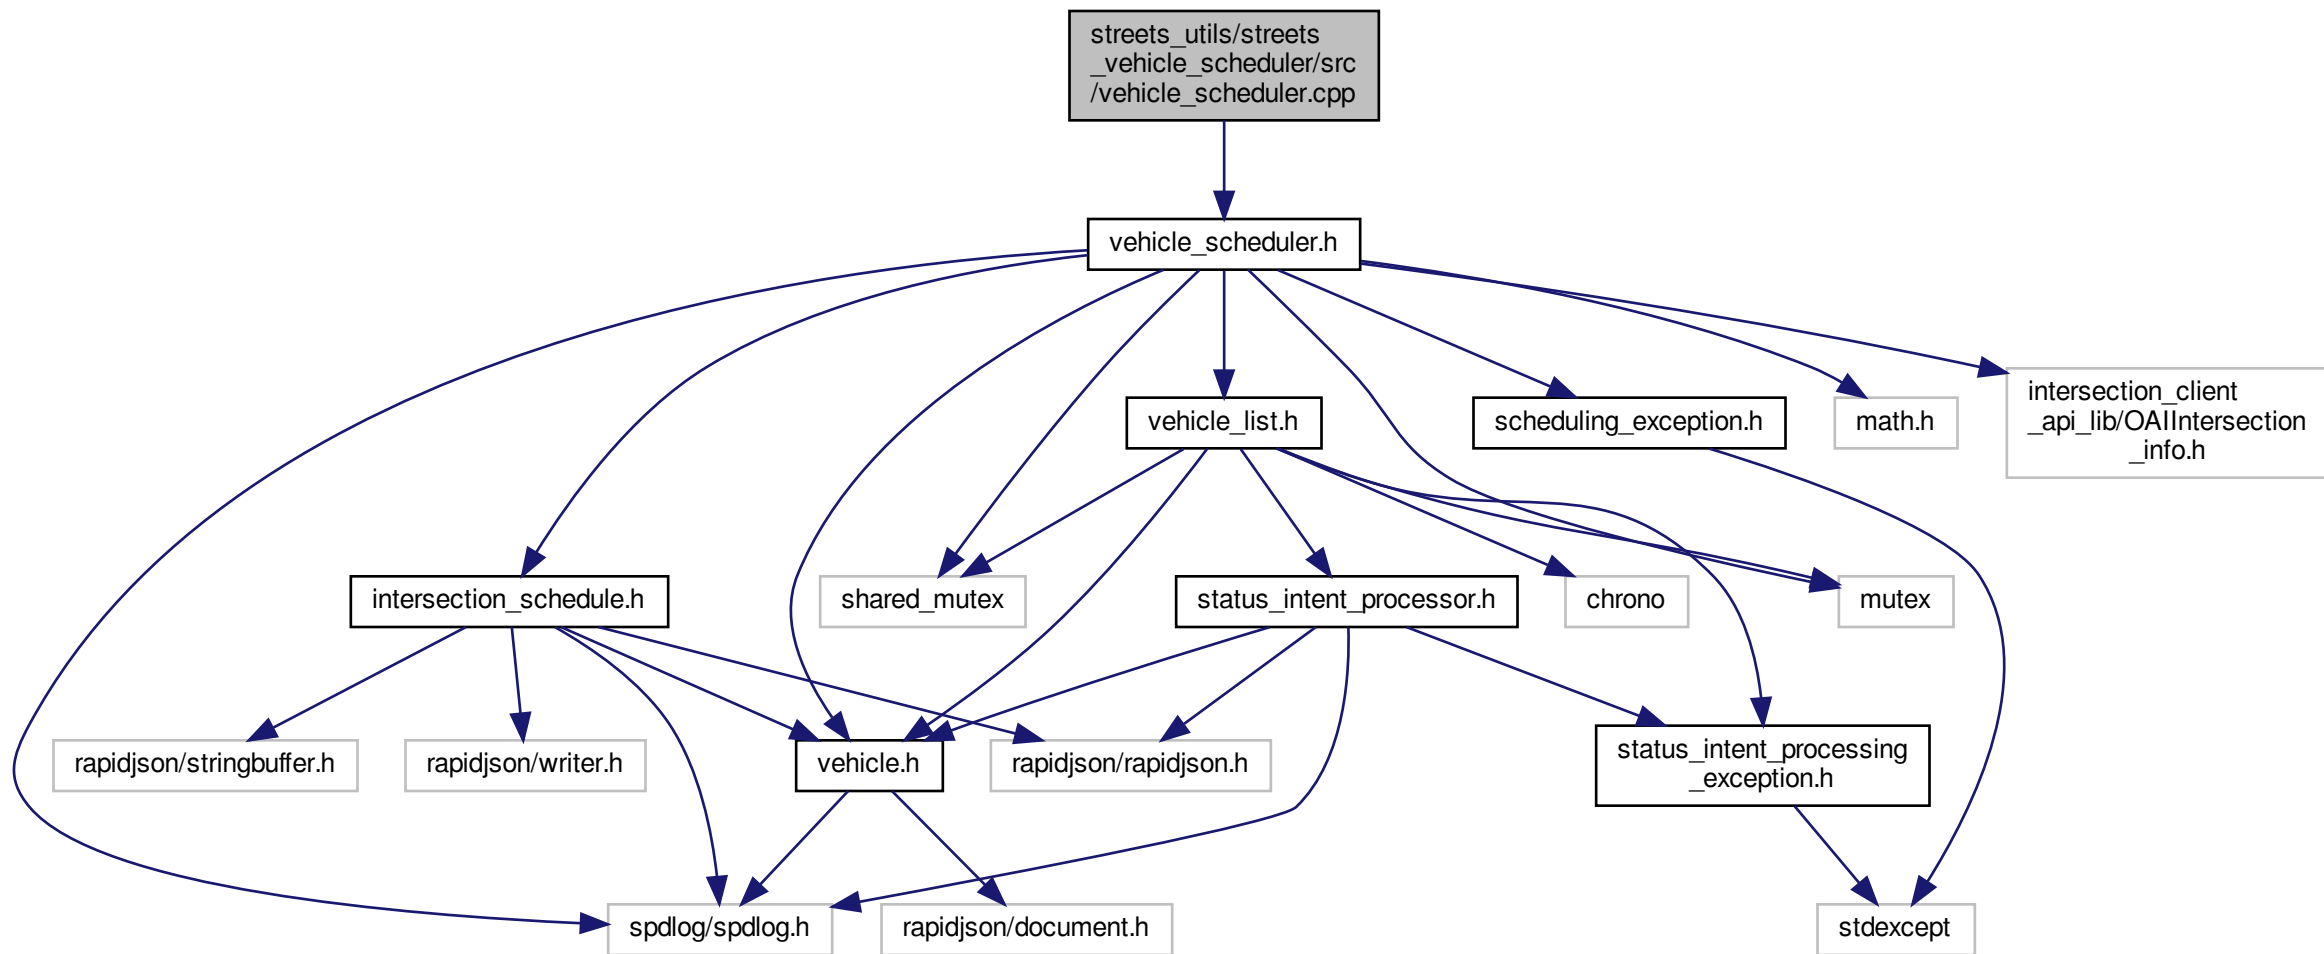 streets_utils/streets
_vehicle_scheduler/src
/vehicle_scheduler.cpp
vehicle_scheduler.h
vehicle_list.h
scheduling_exception.h
math.h
intersection_client
_api_lib/OAIIntersection
_info.h
intersection_schedule.h
shared_mutex
status_intent_processor.h
chrono
mutex
rapidjson/stringbuffer.h
rapidjson/writer.h
vehicle.h
rapidjson/rapidjson.h
status_intent_processing
_exception.h
spdlog/spdlog.h
rapidjson/document.h
stdexcept